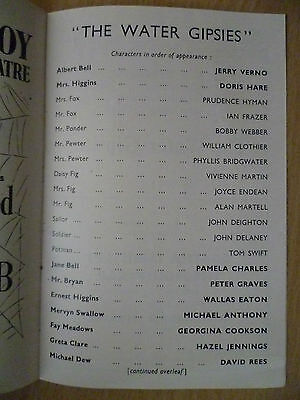 OY
ATRE
d
B
"THE WATER GIPSIES"
Characters in order of appearance :
Albert Bell ... ... ... JERRY VERNO
Mrs. Higgins ... ... ... DORIS HARE
Mrs. Fox ... ... ... PRUDENCE HYMAN
Mr. Fox ... ... ... IAN FRAZER
Mr. Ponder ... ... ... BOBBY WEBBER
Mr. Pewter ... ... ... WILLIAM CLOTHIER
Mrs. Pewter ... ... ... PHYLLIS BRIDGWATER
Daisy Fig ... ... ... VIVIENNE MARTIN
Mrs. Fig ... ... ... JOYCE ENDEAN
Mr. Fig ... ... ... ALAN MARTELL
Sailor ... ... ... JOHN DEIGHTON
Soldier ... ... ... JOHN DELANEY
Potman ... ... ... TOM SWIFT
Jane Bell ... ... ... PAMELA CHARLES
Mr. Bryan ... ... ... PETER GRAVES
Ernest Higgins ... ... ... WALLAS EATON
Mervyn Swallow ... ... ... MICHAEL ANTHONY
Fay Meadows ... ... ... GEORGINA COOKSON
Greta Clare ... ... ... HAZEL JENNINGS
Michael Dew ... ... ... DAVID REES
[continued overleaf]